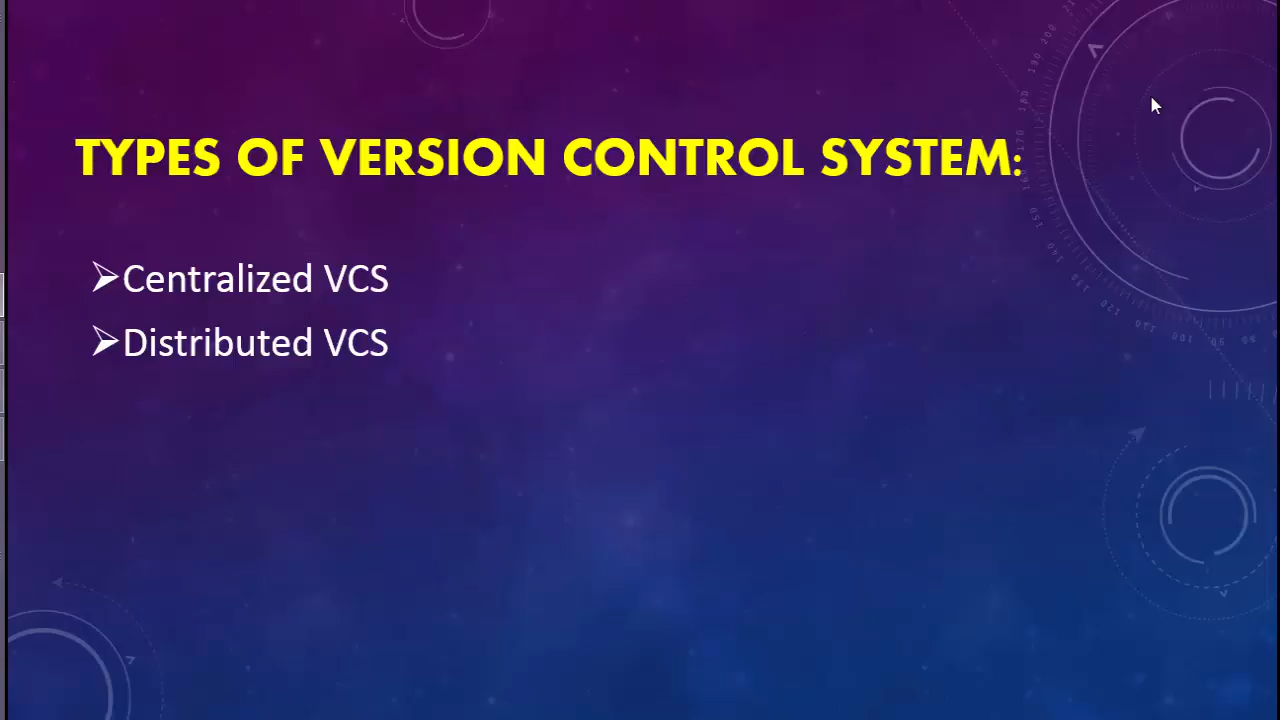 TYPES OF VERSION CONTROL SYSTEM:
➢Centralized VCS
➢Distributed VCS